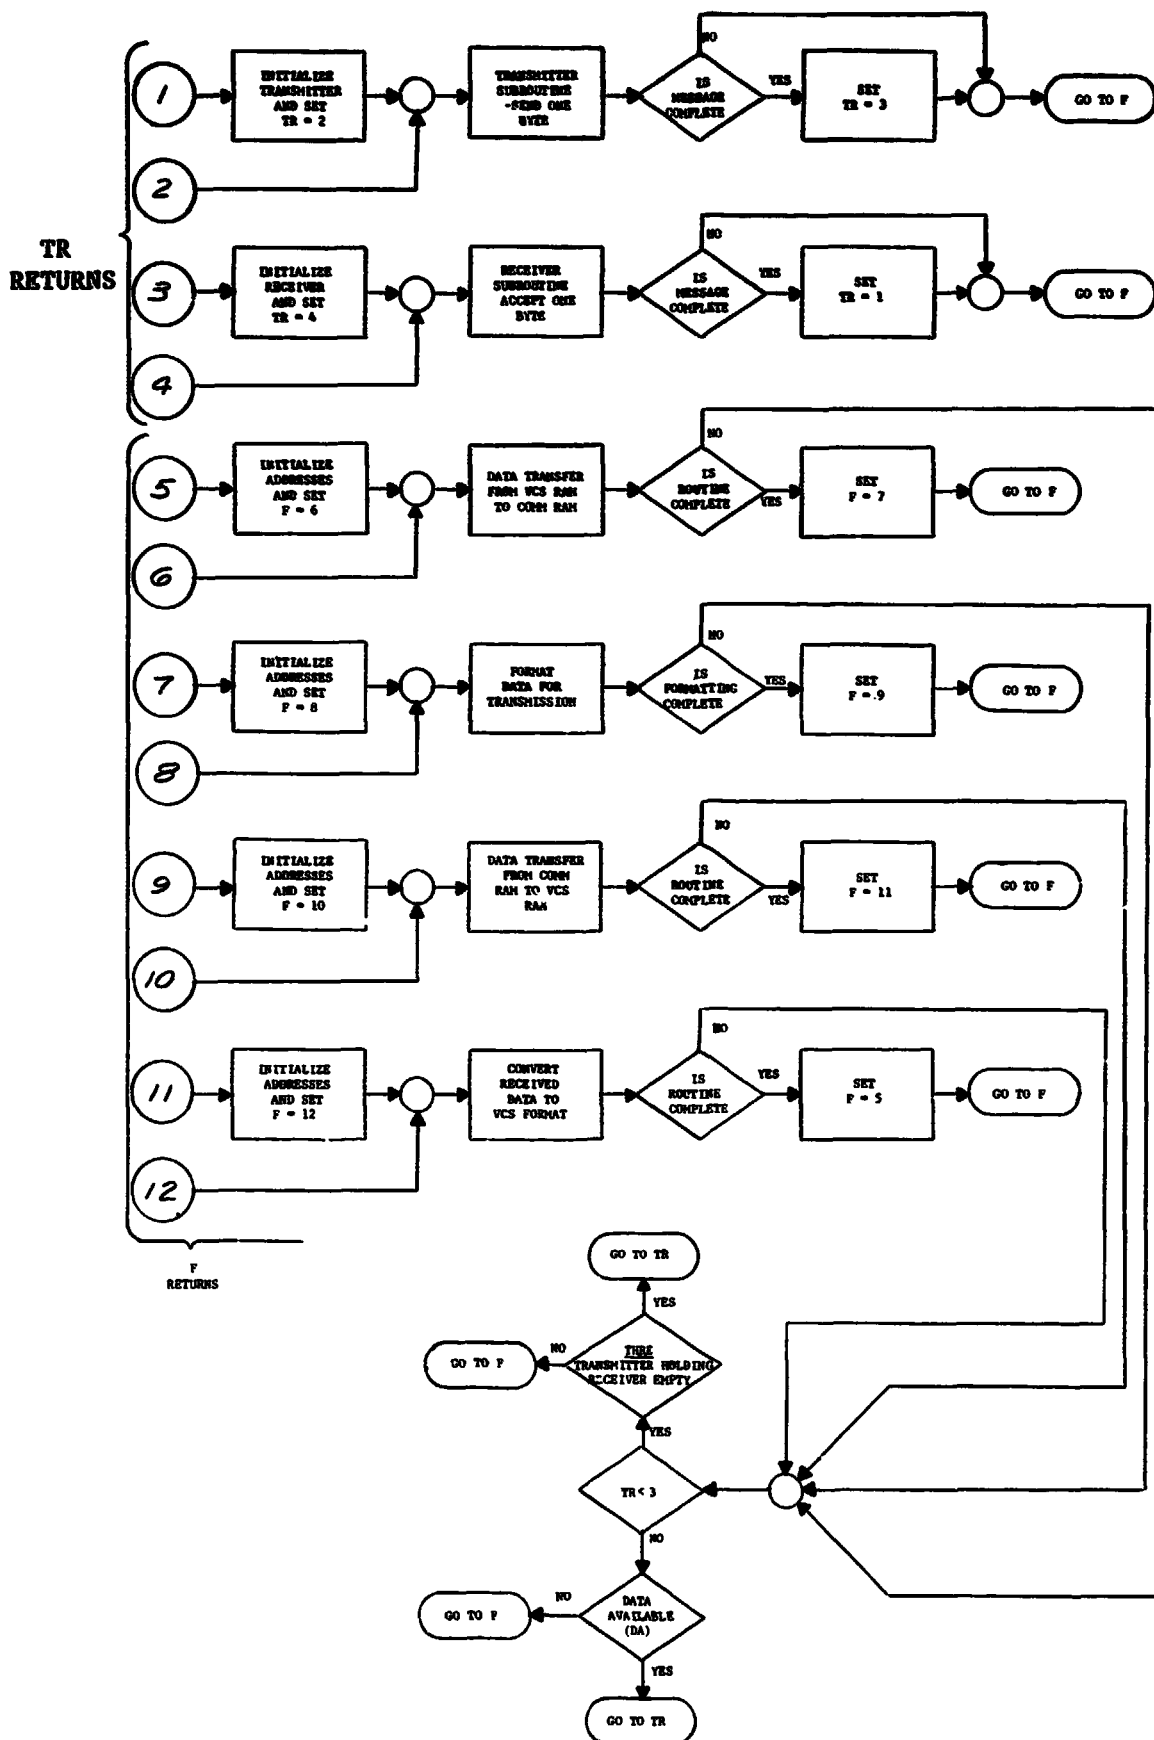 TR
RETURNS
1
INITIALIZE
TRANSMITTER
AND SET
TR = 2
TRANSMITTER
SUBROUTINE
-SEND ONE
BYTE
IS
MESSAGE
COMPLETE
NO
YES
SET
TR = 3
GO TO F
2
3
INITIALIZE
RECEIVER
AND SET
TR = 4
RECEIVER
SUBROUTINE
ACCEPT ONE
BYTE
IS
MESSAGE
COMPLETE
NO
YES
SET
TR = 1
GO TO F
4
5
INITIALIZE
ADDRESSES
AND SET
F = 6
DATA TRANSFER
FROM VCS RAM
TO COMM RAM
IS
ROUTINE
COMPLETE
NO
YES
SET
F = 7
GO TO F
6
7
INITIALIZE
ADDRESSES
AND SET
F = 8
FORMAT
DATA FOR
TRANSMISSION
IS
FORMATTING
COMPLETE
NO
YES
SET
F = .9
GO TO F
8
9
INITIALIZE
ADDRESSES
AND SET
F = 10
DATA TRANSFER
FROM COMM
RAM TO VCS
RAM
IS
ROUTINE
COMPLETE
NO
YES
SET
F = 11
GO TO F
10
11
INITIALIZE
ADDRESSES
AND SET
F = 12
CONVERT
RECEIVED
DATA TO
VCS FORMAT
IS
ROUTINE
COMPLETE
NO
YES
SET
F = 5
GO TO F
12
F
RETURNS
GO TO TR
YES
THRE
TRANSMITTER HOLDING
RECEIVER EMPTY
NO
GO TO F
YES
TR < 3
NO
DATA
AVAILABLE
(DA)
NO
GO TO F
YES
GO TO TR